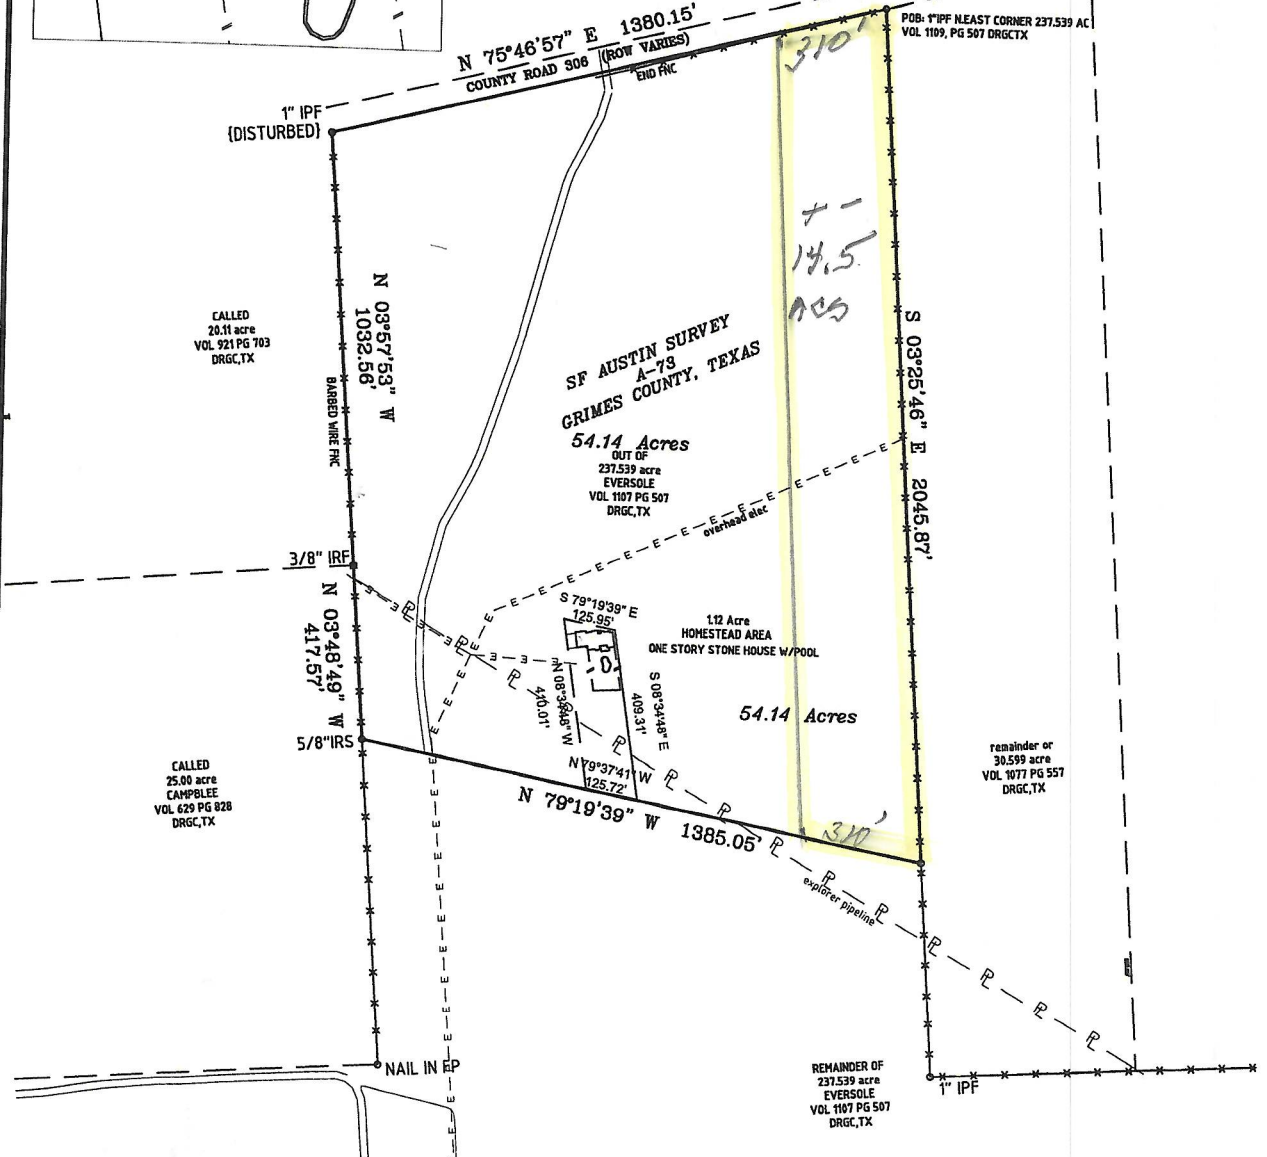 N 75°46'57" E 1380.15'
COUNTY ROAD 306 (ROW VARIES)
END FNC
310'
POB: 1"IPF N.EAST CORNER 237.539 AC
VOL 1109, PG 507 DRGCTX
1" IPF
{DISTURBED}
+ -
14.5
ACS
CALLED
20.11 acre
VOL 921 PG 703
DRGC,TX
N 03°57'53" W
1032.56'
BARBED WIRE FNC
SF AUSTIN SURVEY
A-73
GRIMES COUNTY, TEXAS
54.14 Acres
OUT OF
237.539 acre
EVERSOLE
VOL 1107 PG 507
DRGC,TX
S 03°25'46" E 2045.87'
overhead elec
3/8" IRF
N 03°48'49" W
417.57'
S 79°19'39" E
125.95'
1.12 Acre
HOMESTEAD AREA
ONE STORY STONE HOUSE W/POOL
N 08°34'48" W
410.01'
S 08°34'48" E
409.31'
54.14 Acres
5/8"IRS
N 79°37'41" W
125.72'
N 79°19'39" W 1385.05'
310'
CALLED
25.00 acre
CAMPBLEE
VOL 629 PG 828
DRGC,TX
remainder or
30.599 acre
VOL 1077 PG 557
DRGC,TX
explorer pipeline
NAIL IN FP
REMAINDER OF
237.539 acre
EVERSOLE
VOL 1107 PG 507
DRGC,TX
1" IPF